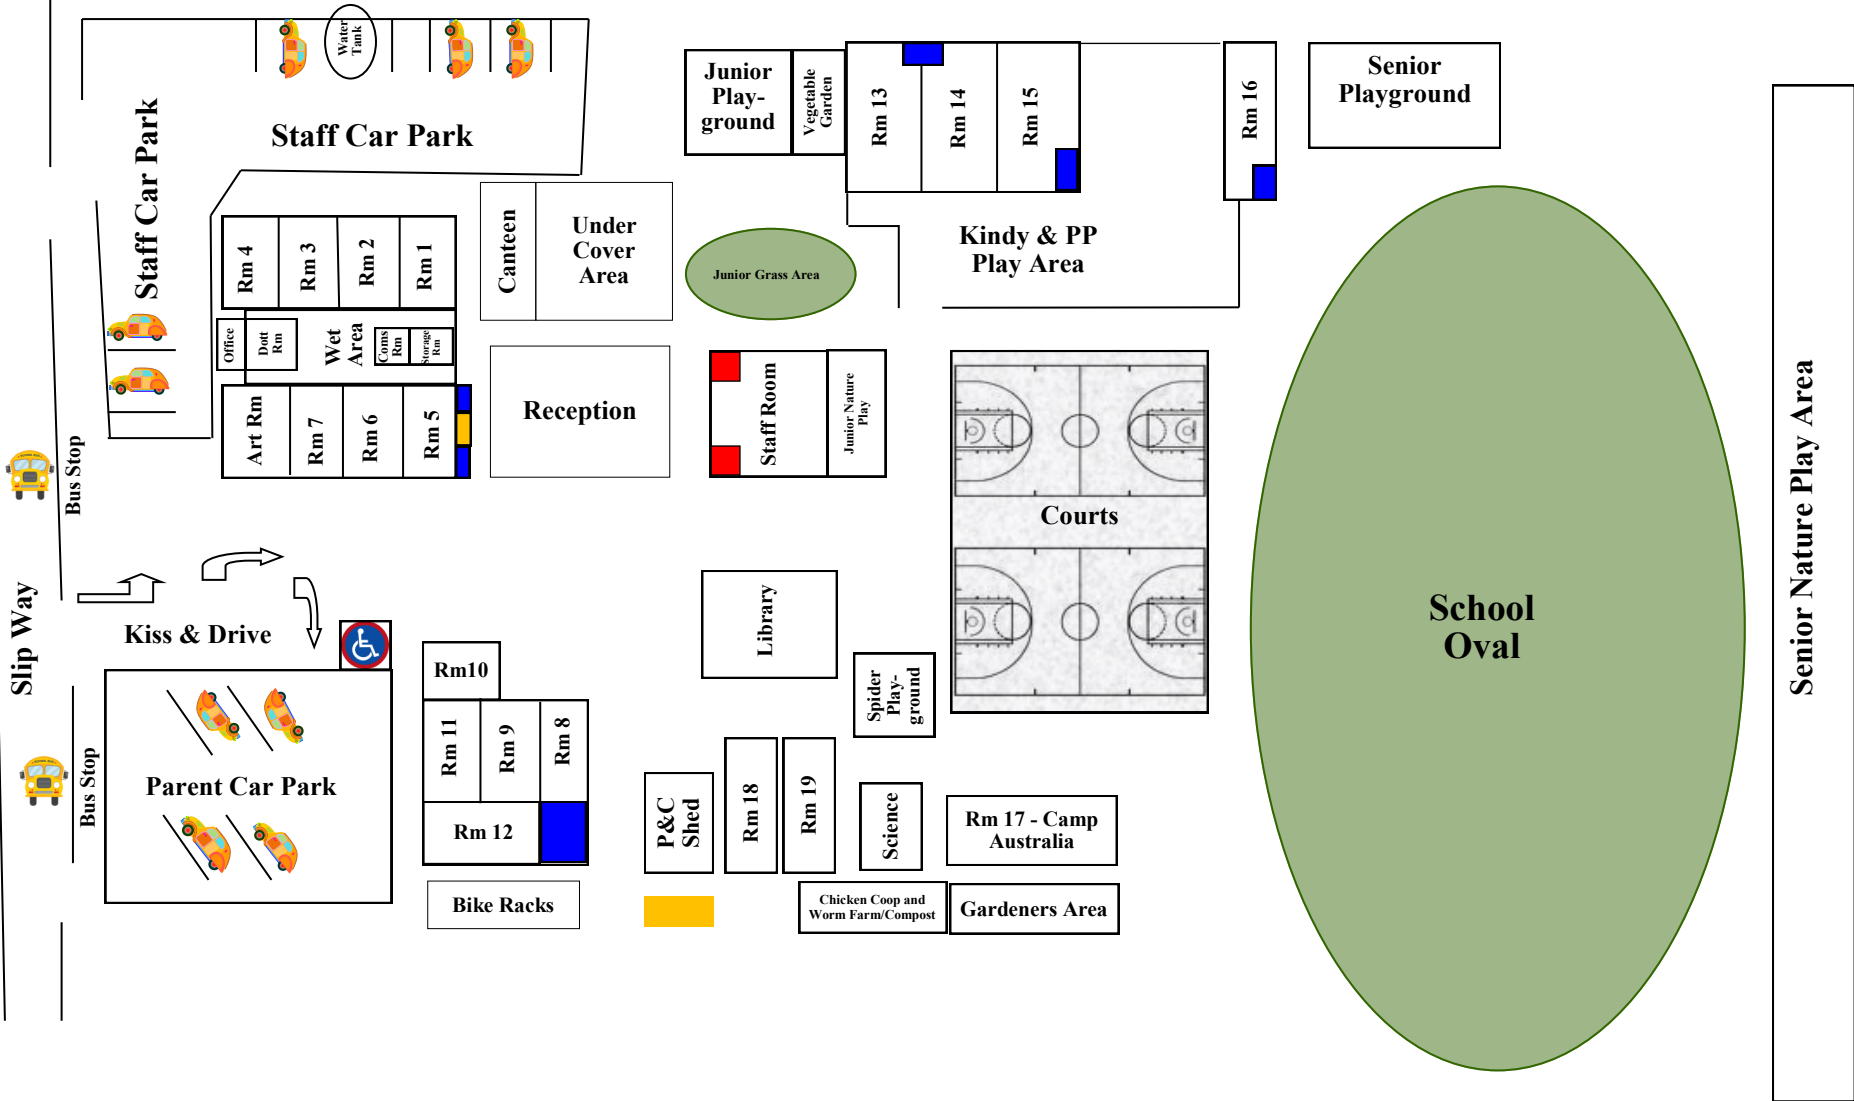 Water
Tank
Staff Car Park
Staff Car Park
Junior
Play-
ground
Vegetable
Garden
Rm 13
Rm 14
Rm 15
Rm 16
Senior
Playground
Rm 4
Rm 3
Rm 2
Rm 1
Canteen
Under
Cover
Area
Junior Grass Area
Kindy & PP
Play Area
Office
Dott
Rm
Wet
Area
Coms
Rm
Storage
Rm
Art Rm
Rm 7
Rm 6
Rm 5
Reception
Staff Room
Junior Nature
Play
Courts
School
Oval
Senior Nature Play Area
Bus Stop
Slip Way
Kiss & Drive
Parent Car Park
Bus Stop
Rm10
Rm 11
Rm 9
Rm 8
Rm 12
Bike Racks
Library
Spider
Play-
ground
P&C
Shed
Rm 18
Rm 19
Science
Rm 17 - Camp
Australia
Chicken Coop and
Worm Farm/Compost
Gardeners Area